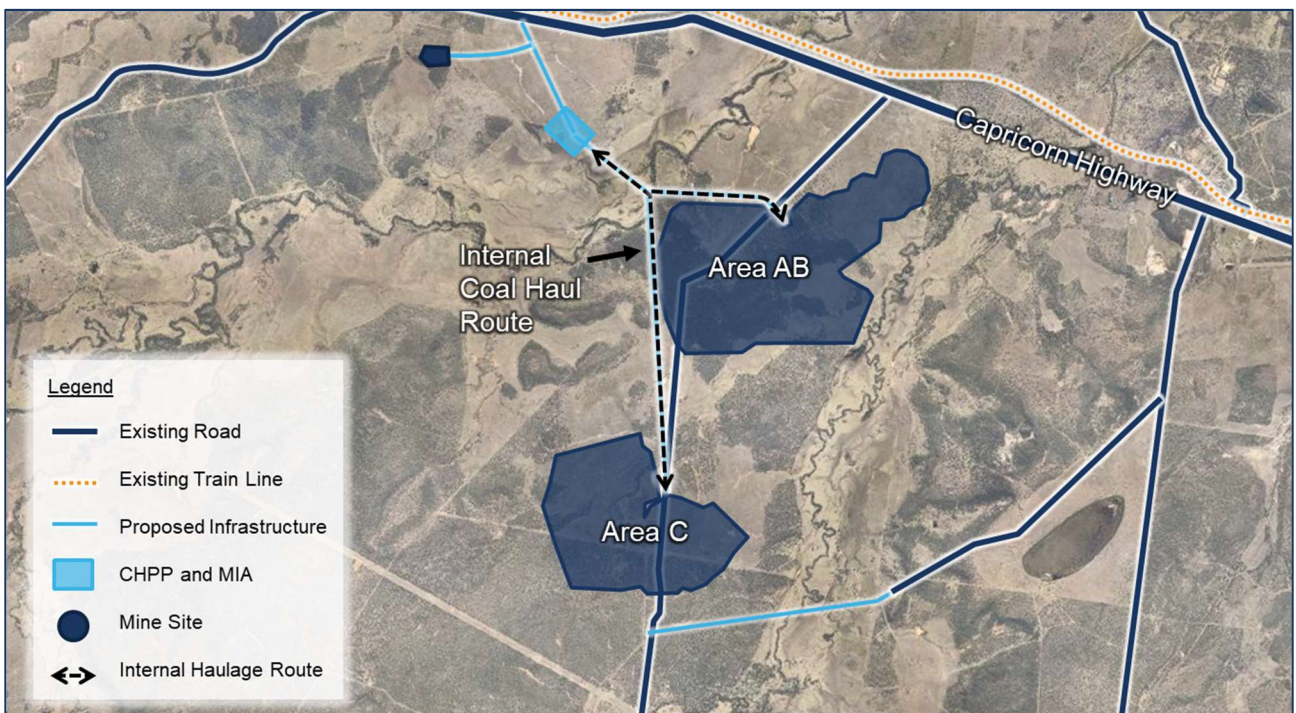 Capricorn Highway
Internal
Coal Haul
Route
Area AB
Area C
Legend
Existing Road
Existing Train Line
Proposed Infrastructure
CHPP and MIA
Mine Site
Internal Haulage Route